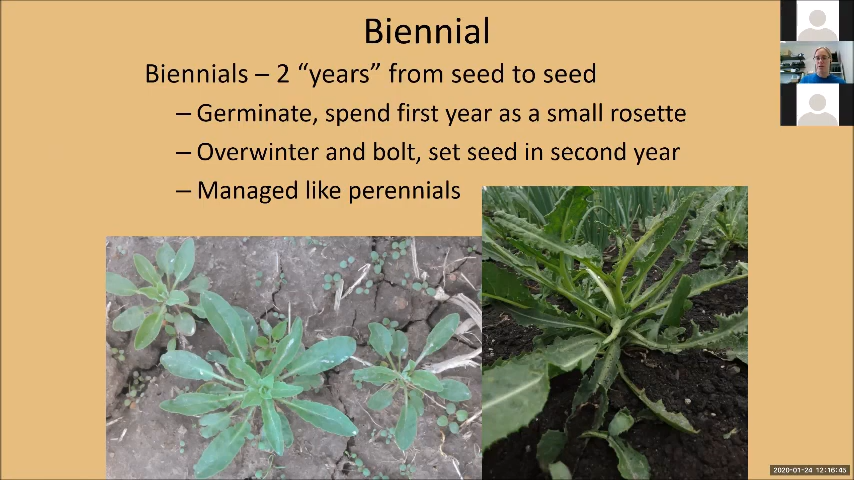 Biennial
Biennials – 2 “years” from seed to seed
– Germinate, spend first year as a small rosette
– Overwinter and bolt, set seed in second year
– Managed like perennials
2020-01-24 12:16:45